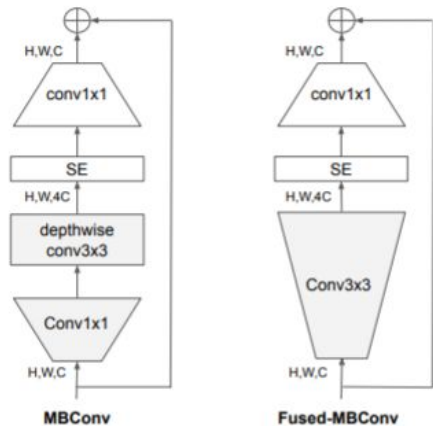 H,W,C
conv1x1
SE
H,W,4C
depthwise
conv3x3
Conv1x1
H,W,C
MBConv
H,W,C
conv1x1
SE
H,W,4C
Conv3x3
H,W,C
Fused-MBConv